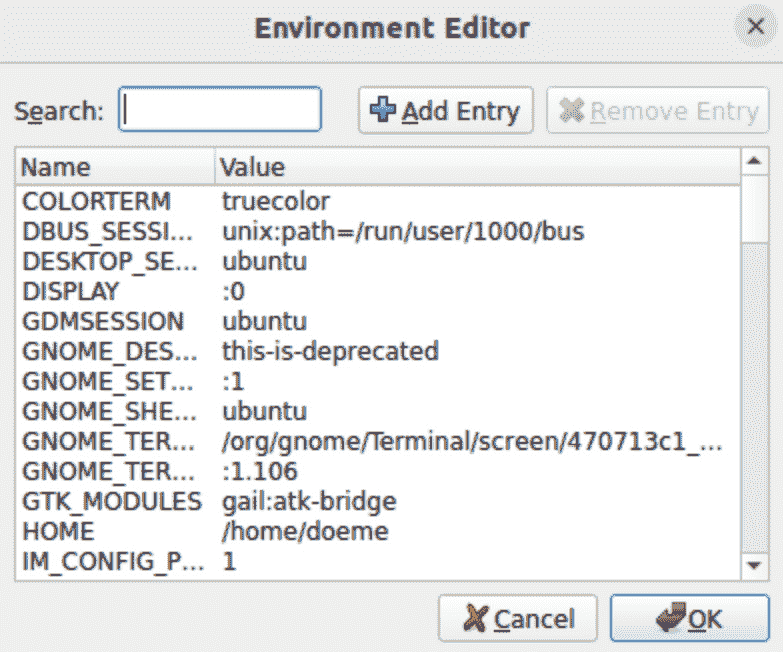 Environment Editor
Search: Add Entry Remove Entry
Name Value
COLORTERM truecolor
DBUS_SESSI... unix:path=/run/user/1000/bus
DESKTOP_SE... ubuntu
DISPLAY :0
GDMSESSION ubuntu
GNOME_DES... this-is-deprecated
GNOME_SET... :1
GNOME_SHE... ubuntu
GNOME_TER... /org/gnome/Terminal/screen/470713c1_...
GNOME_TER... :1.106
GTK_MODULES gail:atk-bridge
HOME /home/doeme
IM_CONFIG_P... 1
Cancel OK